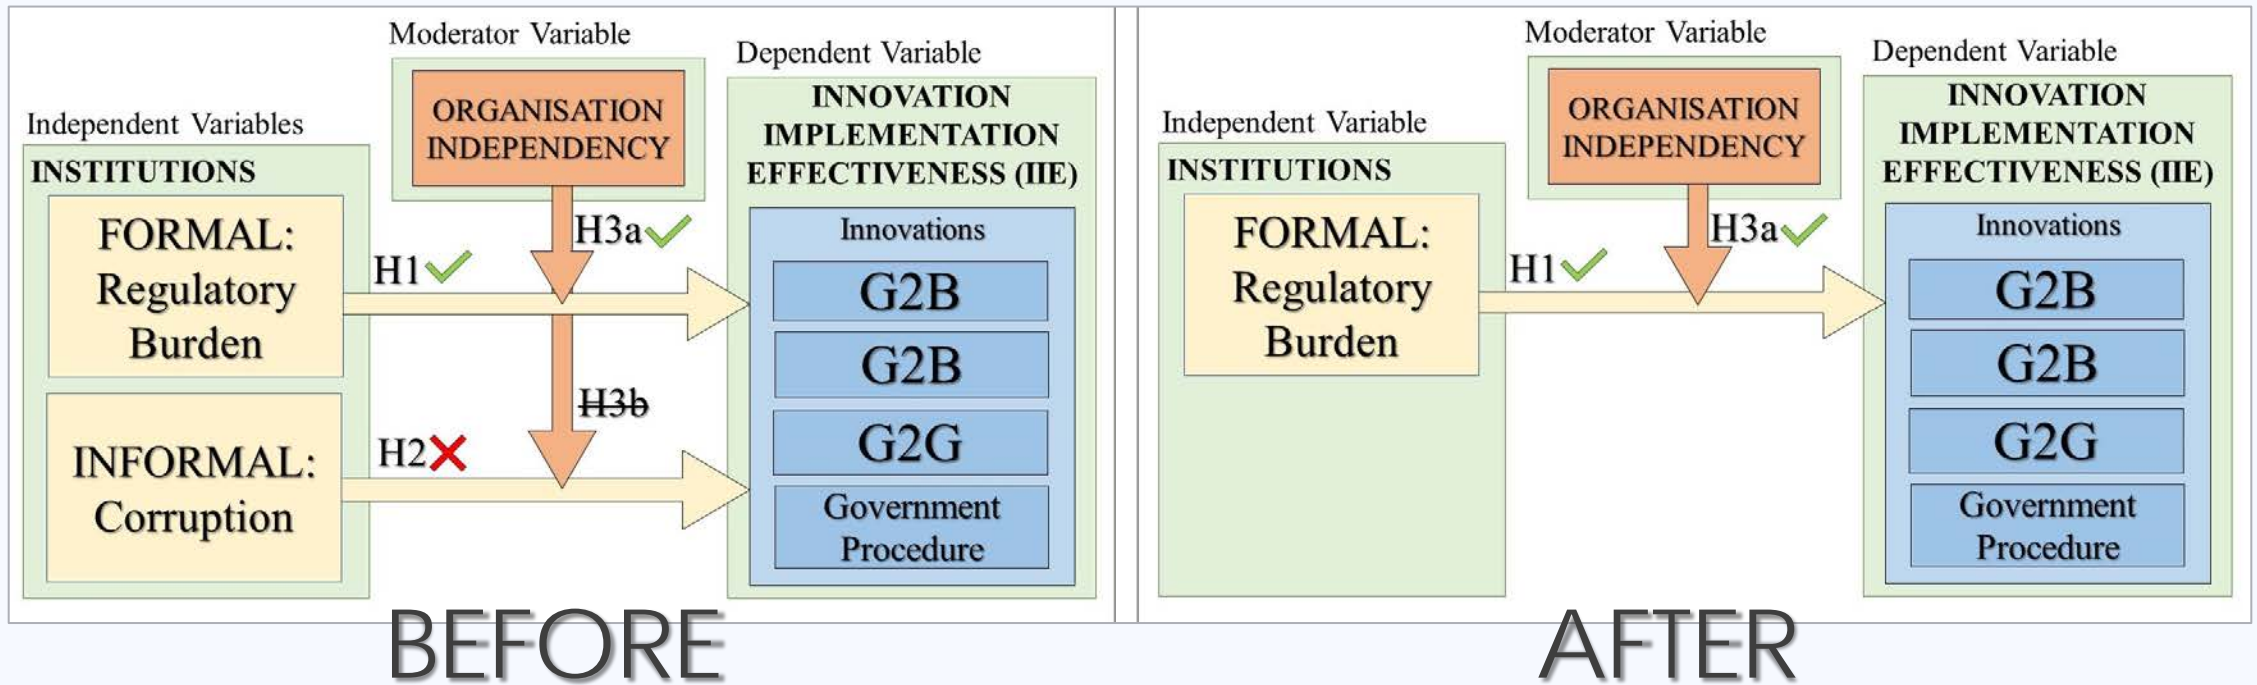 Moderator Variable
Dependent Variable
Independent Variables
ORGANISATION
INDEPENDENCY
INNOVATION
IMPLEMENTATION
EFFECTIVENESS (IIE)
INSTITUTIONS
FORMAL:
Regulatory
Burden
H1
H3a
Innovations
G2B
G2B
H3b
G2G
INFORMAL:
Corruption
H2
Government
Procedure
BEFORE
Moderator Variable
Dependent Variable
Independent Variable
ORGANISATION
INDEPENDENCY
INNOVATION
IMPLEMENTATION
EFFECTIVENESS (IIE)
INSTITUTIONS
FORMAL:
Regulatory
Burden
H1
H3a
Innovations
G2B
G2B
G2G
Government
Procedure
AFTER